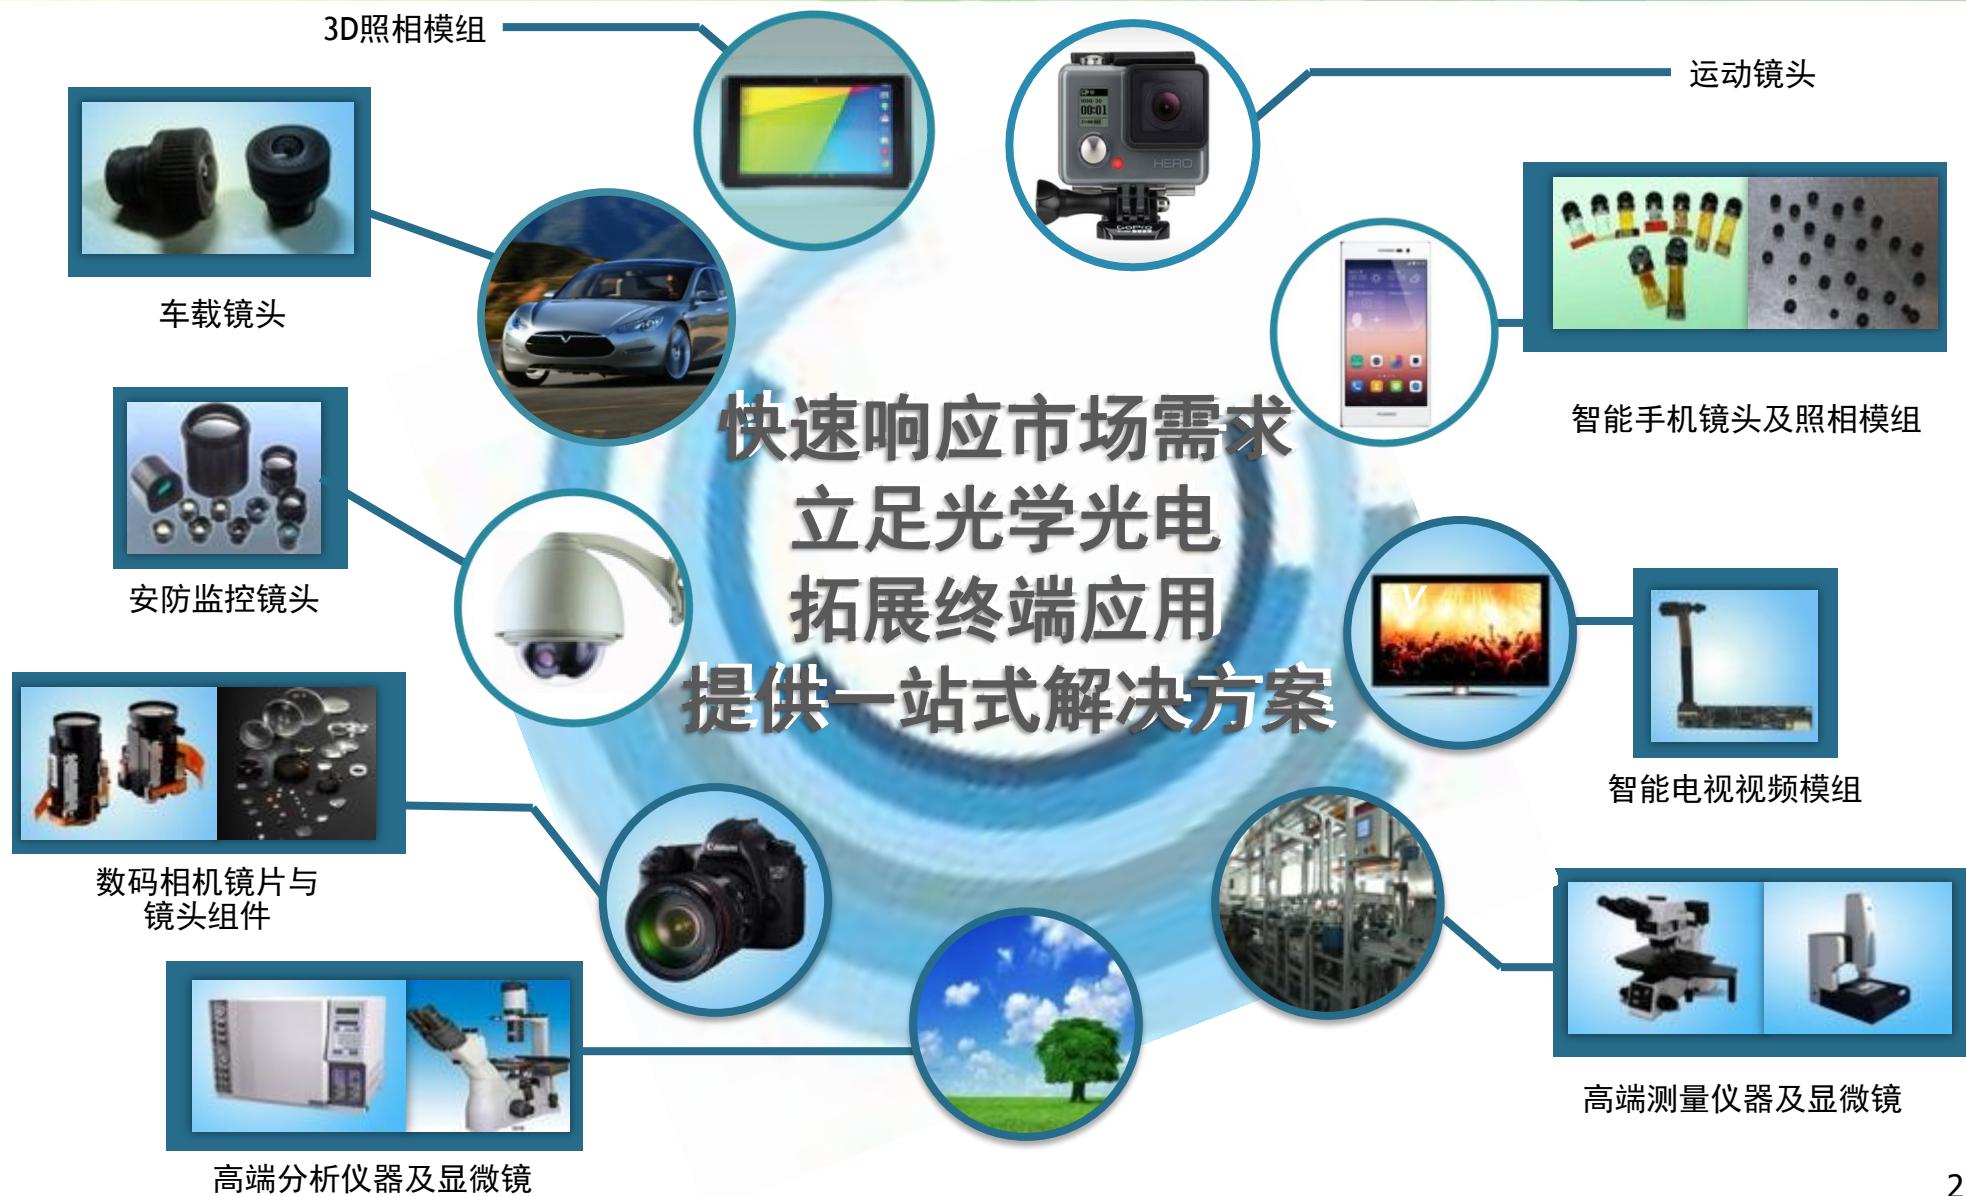 3D照相模组
运动镜头
00:01
HERO
GoPro
车载镜头
智能手机镜头及照相模组
快速响应市场需求
立足光学光电
拓展终端应用
提供一站式解决方案
安防监控镜头
V
智能电视视频模组
Canon
数码相机镜片与
镜头组件
高端测量仪器及显微镜
高端分析仪器及显微镜
2